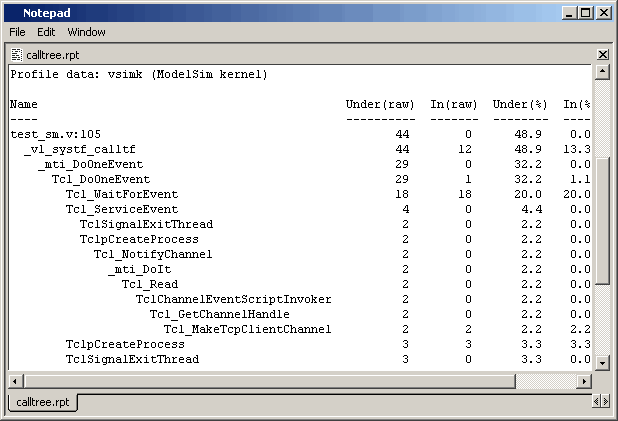 Notepad
File Edit Window
calltree.rpt
Profile data: vsimk (ModelSim kernel)
Name Under(raw) In(raw) Under(%) In(%
---- ---------- ------- -------- ----
test_sm.v:105 44 0 48.9 0.0
_vl_systf_calltf 44 12 48.9 13.3
_mti_DoOneEvent 29 0 32.2 0.0
Tcl_DoOneEvent 29 1 32.2 1.1
Tcl_WaitForEvent 18 18 20.0 20.0
Tcl_ServiceEvent 4 0 4.4 0.0
TclSignalExitThread 2 0 2.2 0.0
TclpCreateProcess 2 0 2.2 0.0
Tcl_NotifyChannel 2 0 2.2 0.0
_mti_DoIt 2 0 2.2 0.0
Tcl_Read 2 0 2.2 0.0
TclChannelEventScriptInvoker 2 0 2.2 0.0
Tcl_GetChannelHandle 2 0 2.2 0.0
Tcl_MakeTcpClientChannel 2 2 2.2 2.2
TclpCreateProcess 3 3 3.3 3.3
TclSignalExitThread 3 0 3.3 0.0
calltree.rpt